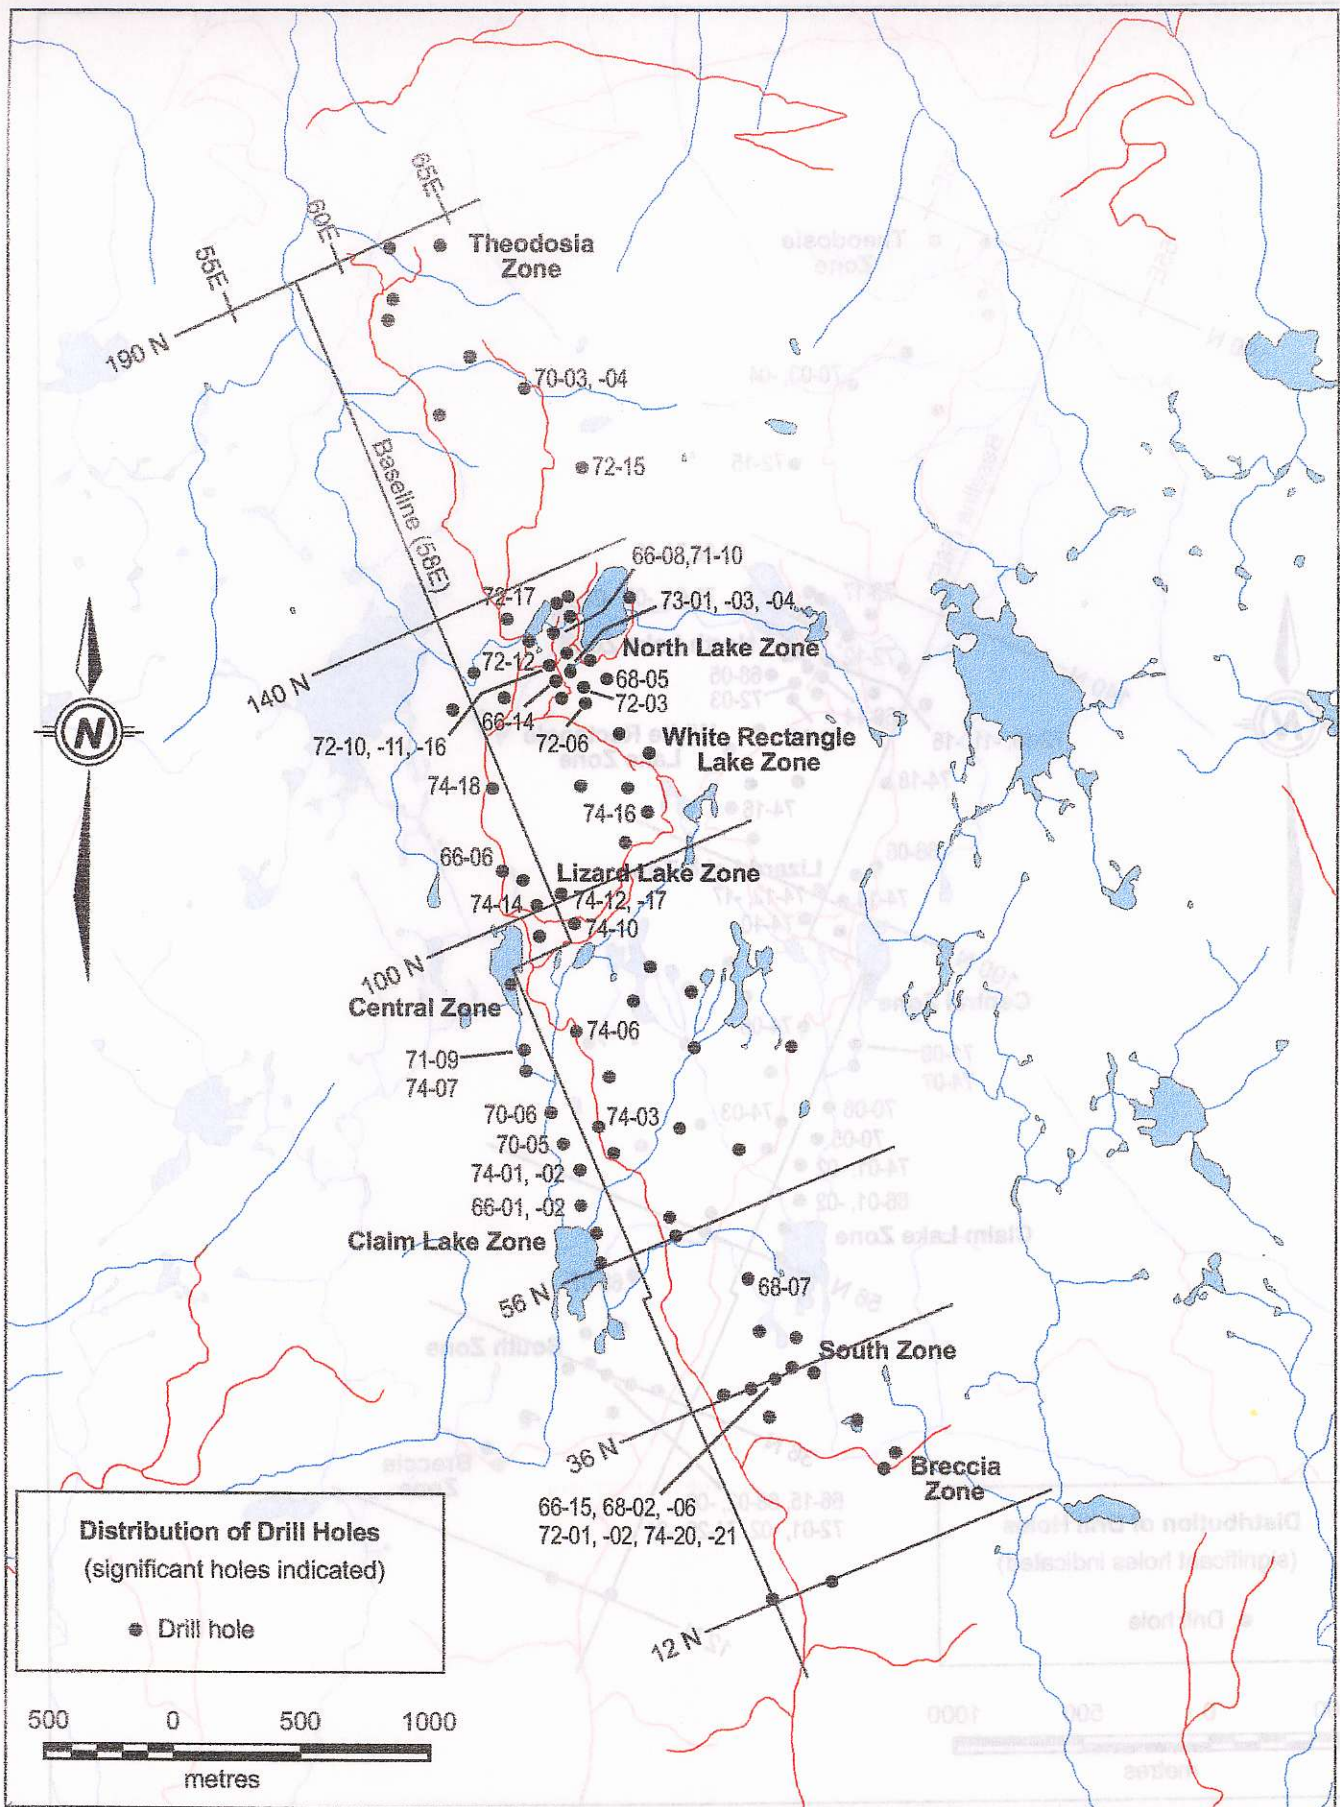 65E
60E
55E
Theodosia
Zone
190 N
70-03, -04
Baseline (58E)
72-15
66-08,71-10
72-17
73-01, -03, -04
North Lake Zone
72-12
68-05
140 N
66-14
72-03
N
72-10, -11, -16
72-06
White Rectangle
Lake Zone
74-18
74-16
66-06
Lizard Lake Zone
74-14
74-12, -17
74-10
100 N
Central Zone
74-06
71-09
74-07
70-06
74-03
70-05
74-01, -02
66-01, -02
Claim Lake Zone
56 N
68-07
South Zone
36 N
Breccia
Zone
66-15, 68-02, -06
72-01, -02, 74-20, -21
12 N
Distribution of Drill Holes
(significant holes indicated)
Drill hole
500 0 500 1000
metres